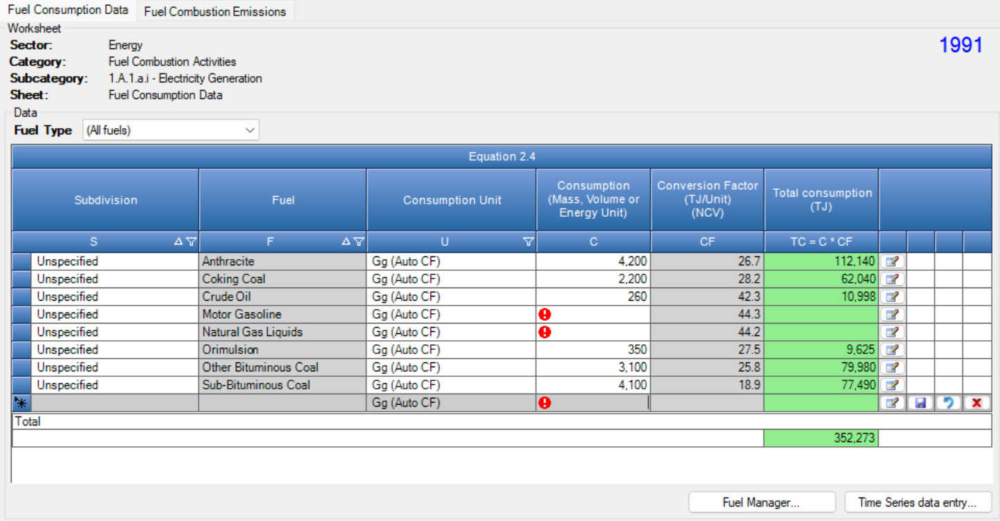 Fuel Consumption Data Fuel Combustion Emissions
Worksheet
Sector: Energy
1991
Category: Fuel Combustion Activities
Subcategory: 1.A.1.a.i - Electricity Generation
Sheet: Fuel Consumption Data
Data
Fuel Type (All fuels)
Equation 2.4
Subdivision Fuel Consumption Unit Consumption (Mass, Volume or Energy Unit) Conversion Factor (TJ/Unit) (NCV) Total consumption (TJ)
S F U C CF TC = C * CF
Unspecified Anthracite Gg (Auto CF) 4,200 26.7 112,140
Unspecified Coking Coal Gg (Auto CF) 2,200 28.2 62,040
Unspecified Crude Oil Gg (Auto CF) 260 42.3 10,998
Unspecified Motor Gasoline Gg (Auto CF) 44.3
Unspecified Natural Gas Liquids Gg (Auto CF) 44.2
Unspecified Orimulsion Gg (Auto CF) 350 27.5 9,625
Unspecified Other Bituminous Coal Gg (Auto CF) 3,100 25.8 79,980
Unspecified Sub-Bituminous Coal Gg (Auto CF) 4,100 18.9 77,490
Gg (Auto CF)
Total
352,273
Fuel Manager... Time Series data entry...